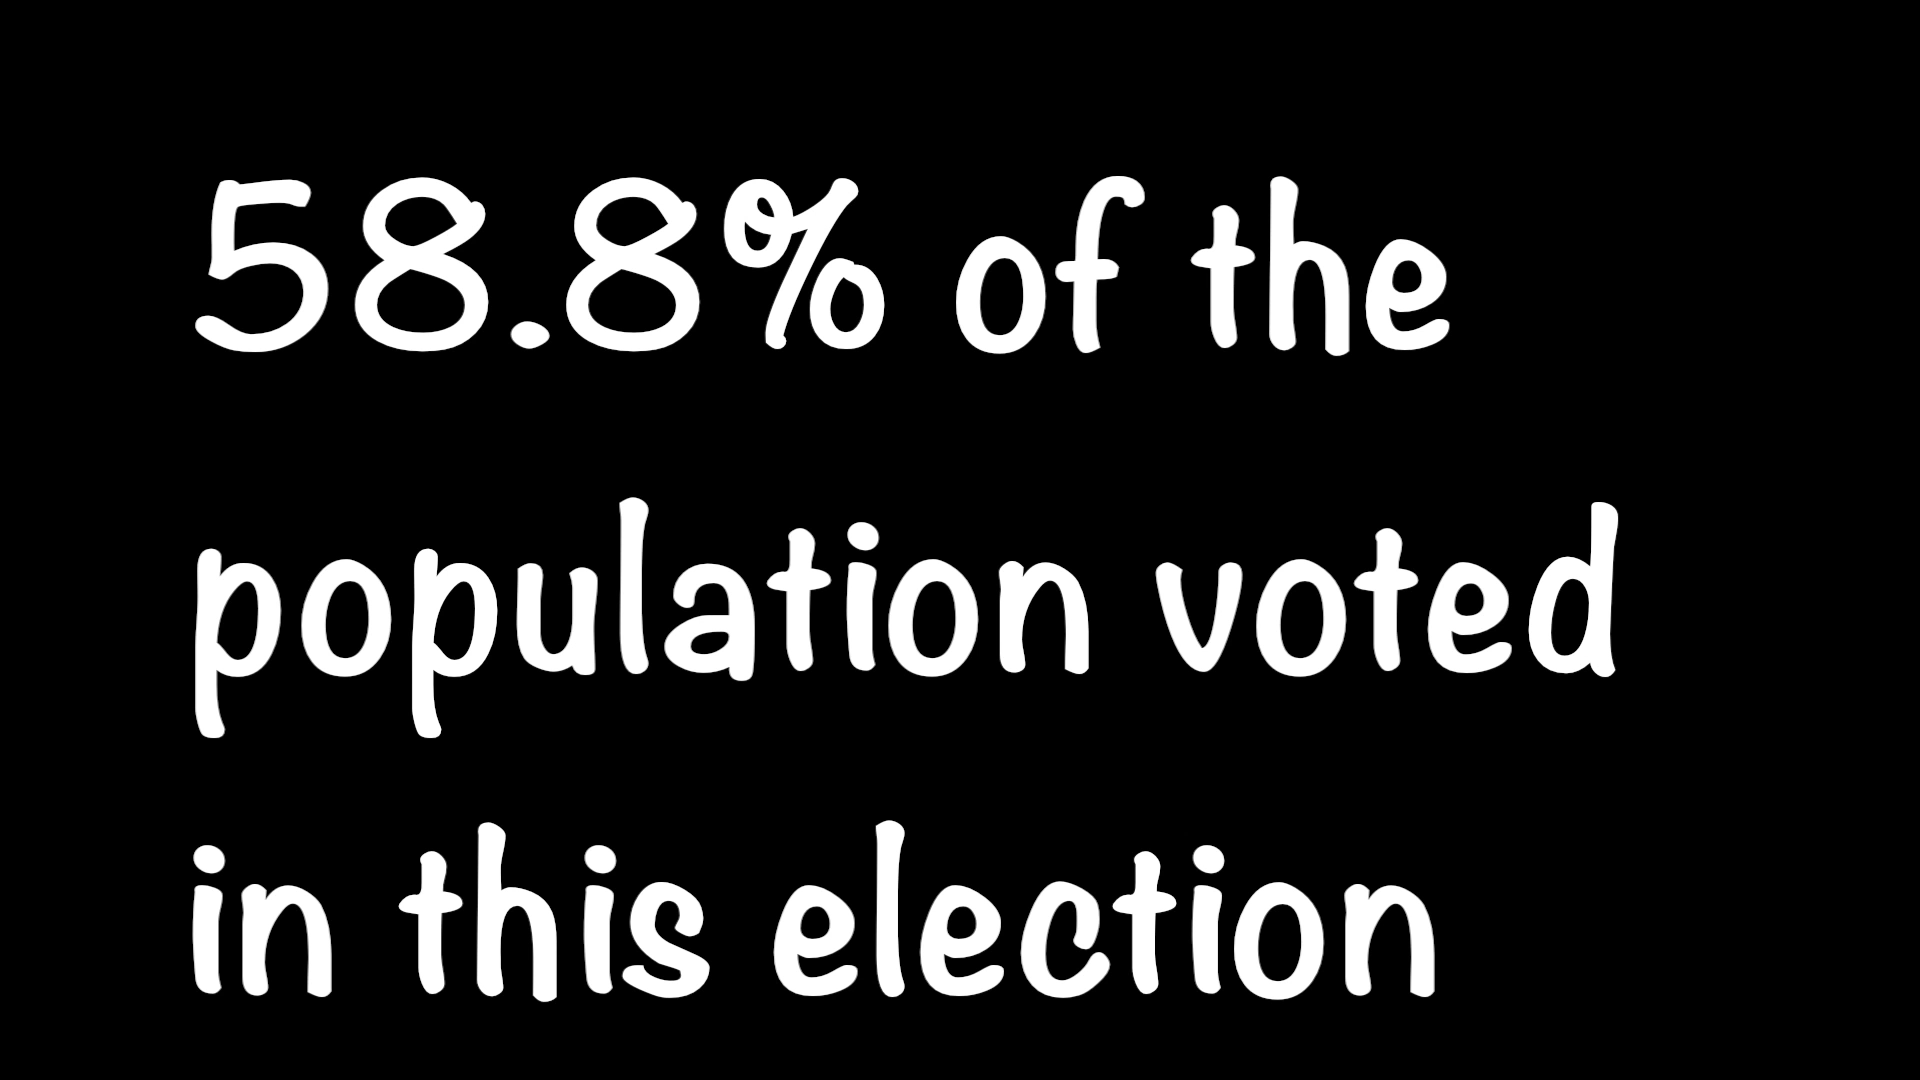 58.8% of the
population voted
in this election